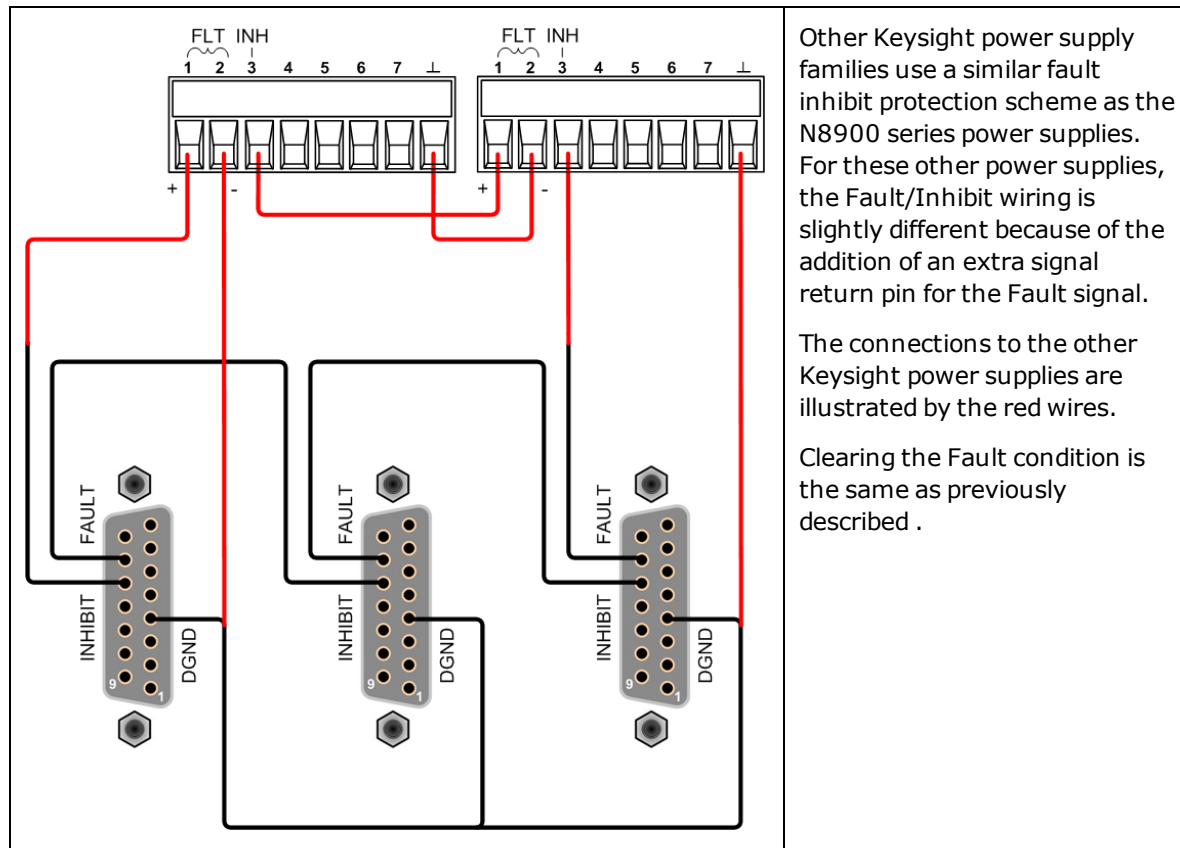 FLT INH FLT INH
1 2 3 4 5 6 7 ⊥ 1 2 3 4 5 6 7 ⊥
+ - + -
FAULT FAULT FAULT
INHIBIT DGND INHIBIT DGND INHIBIT DGND
9 1 9 1 9 1
Other Keysight power supply
families use a similar fault
inhibit protection scheme as the
N8900 series power supplies.
For these other power supplies,
the Fault/Inhibit wiring is
slightly different because of the
addition of an extra signal
return pin for the Fault signal.
The connections to the other
Keysight power supplies are
illustrated by the red wires.
Clearing the Fault condition is
the same as previously
described .